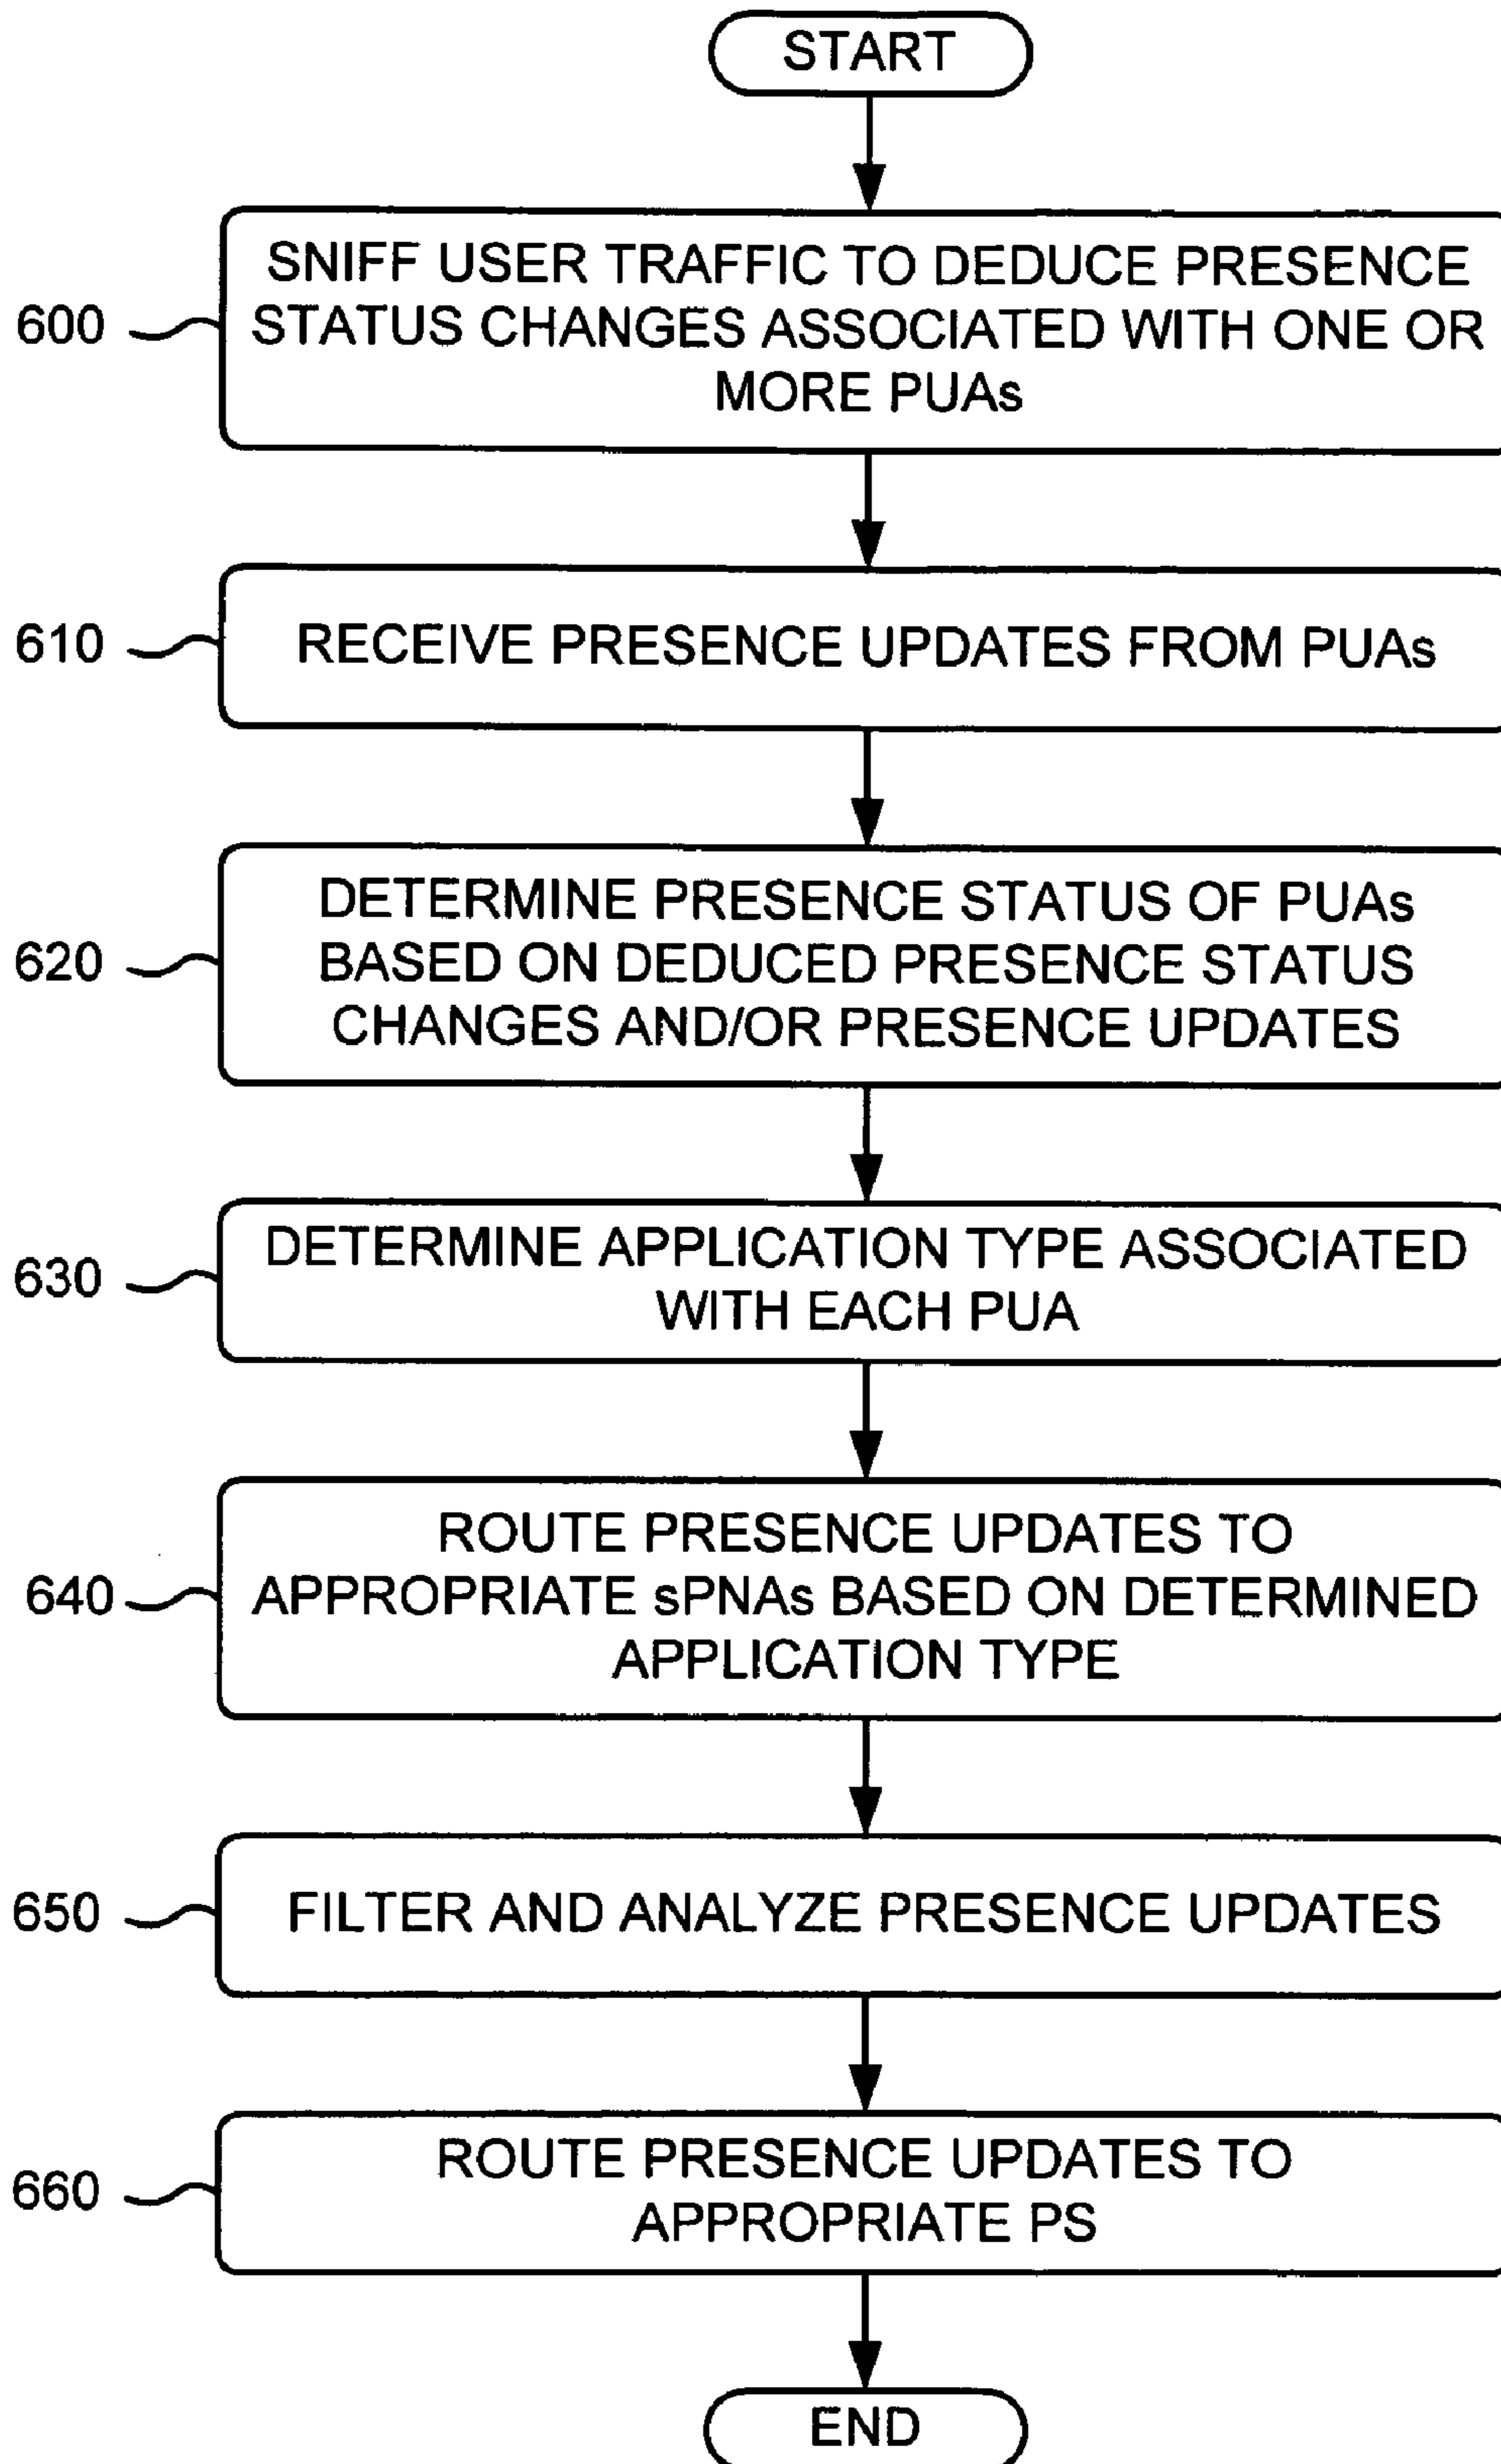 START
600
SNIFF USER TRAFFIC TO DEDUCE PRESENCE
STATUS CHANGES ASSOCIATED WITH ONE OR
MORE PUAs
610
RECEIVE PRESENCE UPDATES FROM PUAs
620
DETERMINE PRESENCE STATUS OF PUAs
BASED ON DEDUCED PRESENCE STATUS
CHANGES AND/OR PRESENCE UPDATES
630
DETERMINE APPLICATION TYPE ASSOCIATED
WITH EACH PUA
640
ROUTE PRESENCE UPDATES TO
APPROPRIATE sPNAs BASED ON DETERMINED
APPLICATION TYPE
650
FILTER AND ANALYZE PRESENCE UPDATES
660
ROUTE PRESENCE UPDATES TO
APPROPRIATE PS
END